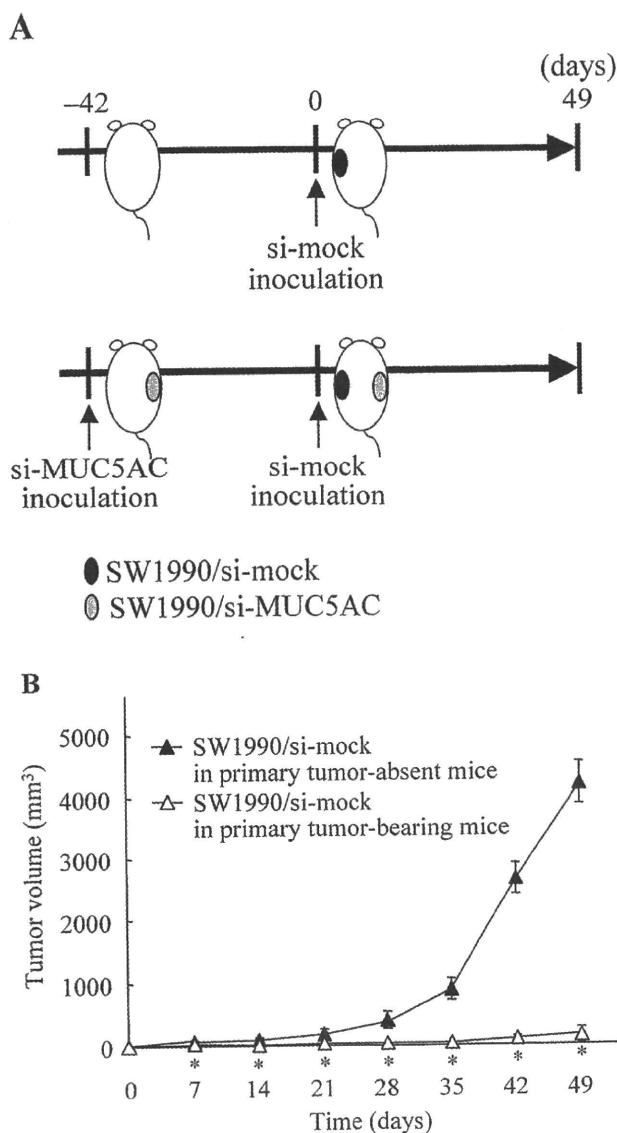 A
(days)
–42 0 49
si-mock
inoculation
si-MUC5AC
inoculation
si-mock
inoculation
SW1990/si-mock
SW1990/si-MUC5AC
B
5000
4000
3000
2000
1000
0
Tumor volume (mm³)
SW1990/si-mock
in primary tumor-absent mice
SW1990/si-mock
in primary tumor-bearing mice
* * * * * * *
0 7 14 21 28 35 42 49
Time (days)